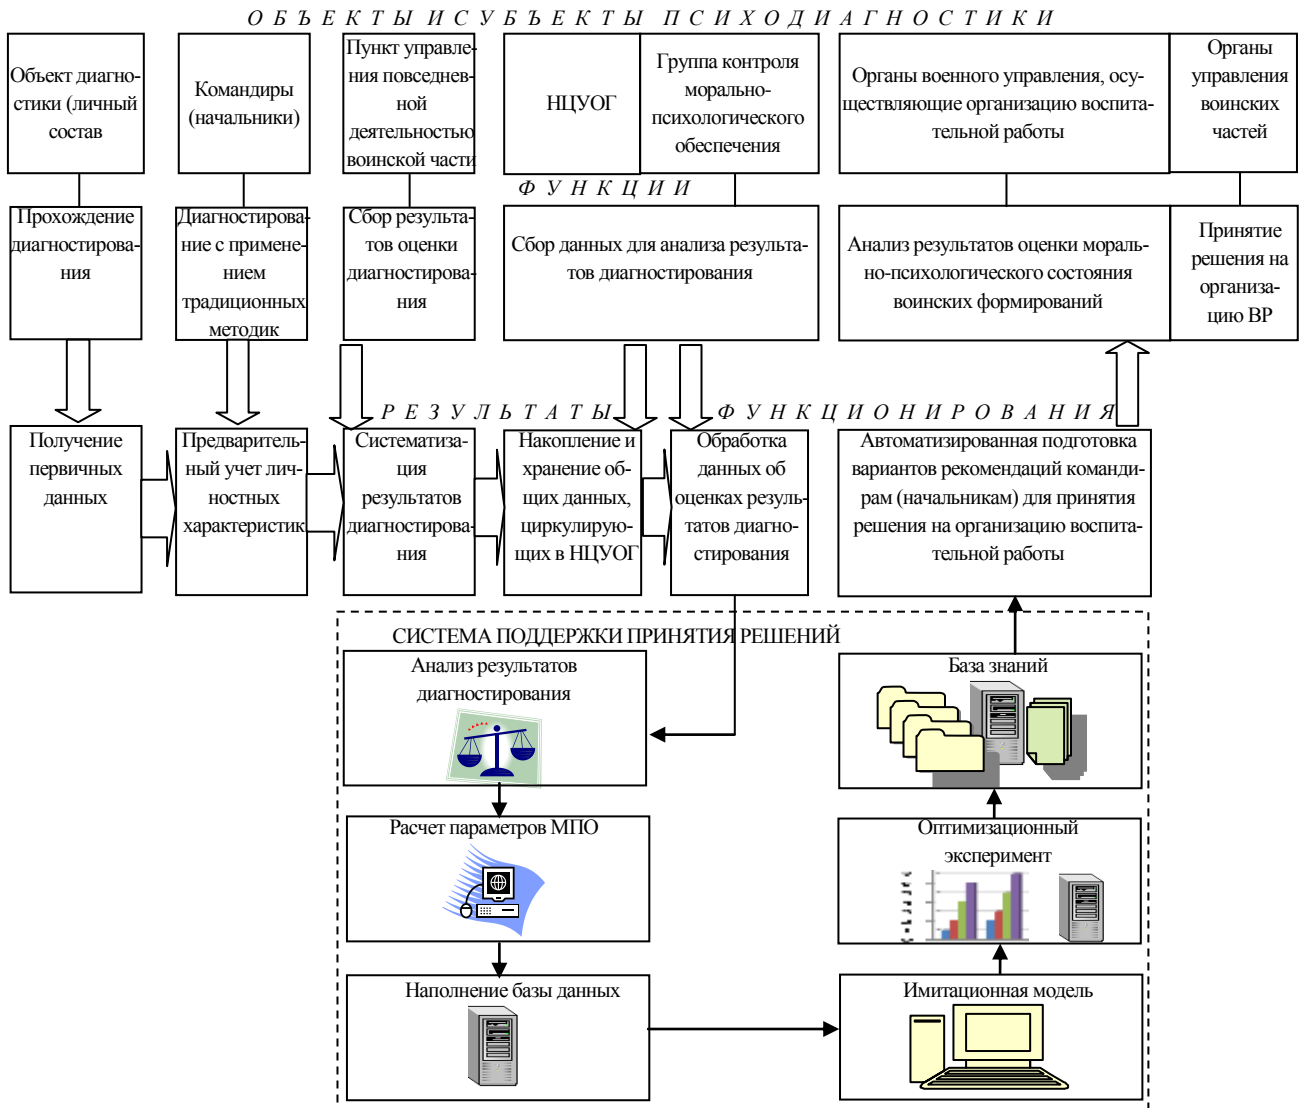 О Б Ъ Е К Т Ы  И С У Б Ъ Е К Т Ы  П С И Х О Д И А Г Н О С Т И К И
Объект диагно-
стики (личный
состав
Командиры
(начальники)
Пункт управле-
ния повседнев-
ной
деятельностью
воинской части
НЦУОГ
Группа контроля
морально-
психологического
обеспечения
Органы военного управления, осу-
ществляющие организацию воспита-
тельной работы
Органы
управления
воинских
частей
Ф У Н К Ц И И
Прохождение
диагностирова-
ния
Диагностирова-
ние с примене-
нием
традиционных
методик
Сбор результа-
тов оценки
диагностирова-
ния
Сбор данных для анализа результа-
тов диагностирования
Анализ результатов оценки мораль-
но-психологического состояния
воинских формирований
Принятие
решения на
организа-
цию ВР
Р Е З У Л Ь Т А Т Ы  Ф У Н К Ц И О Н И Р О В А Н И Я
Получение
первичных
данных
Предваритель-
ный учет лич-
ностных
характеристик
Систематиза-
ция
результатов
диагностирова-
ния
Накопление и
хранение об-
щих данных,
циркулирую-
щих в НЦУОГ
Обработка
данных об
оценках резуль-
татов диагно-
стирования
Автоматизированная подготовка
вариантов рекомендаций команди-
рам (начальникам) для принятия
решения на организацию воспита-
тельной работы
СИСТЕМА ПОДДЕРЖКИ ПРИНЯТИЯ РЕШЕНИЙ
Анализ результатов
диагностирования
Расчет параметров МПО
Наполнение базы данных
База знаний
Оптимизационный
эксперимент
Имитационная модель